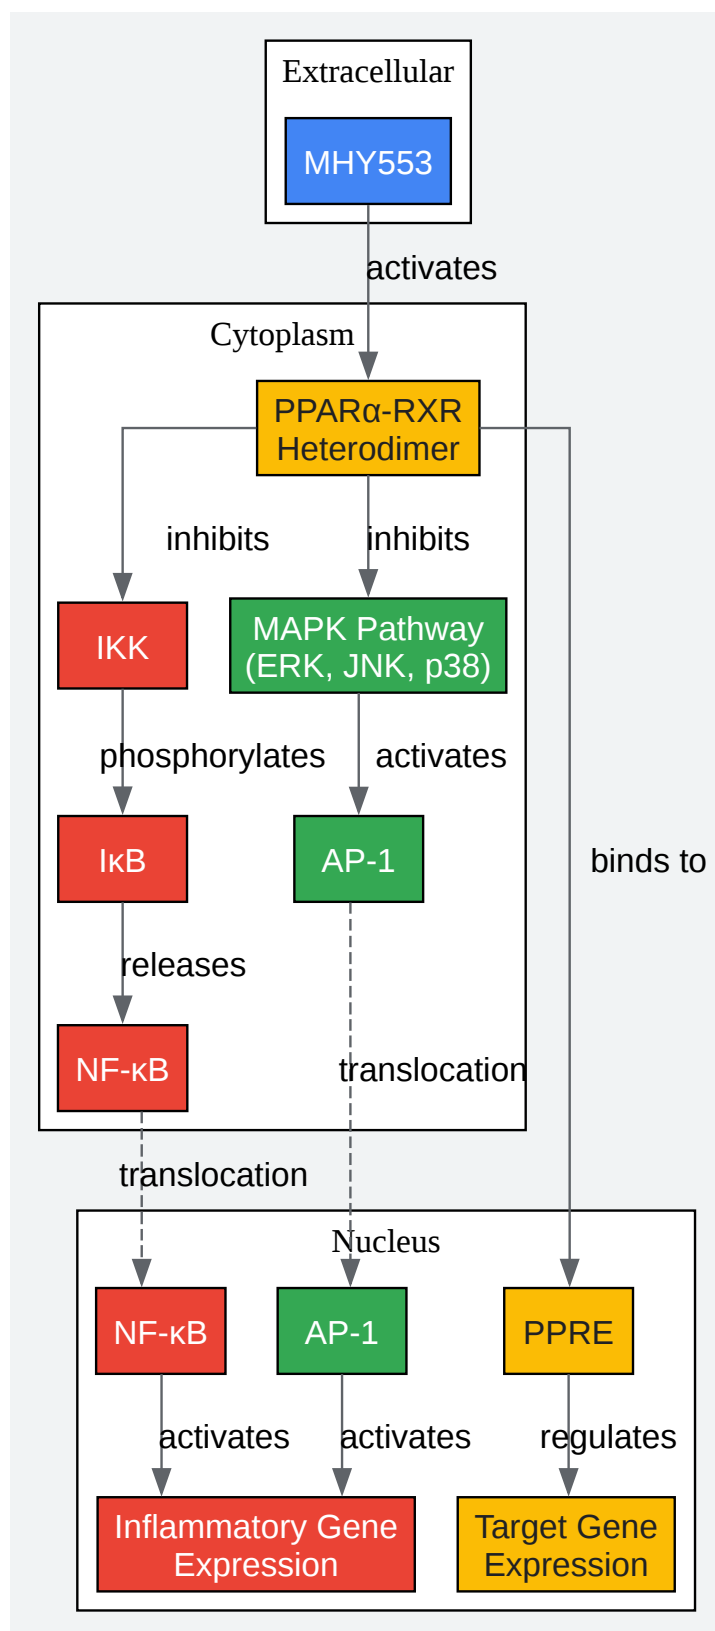 Extracellular
MHY553
activates
Cytoplasm
PPARα-RXR
Heterodimer
inhibits
inhibits
IKK
MAPK Pathway
(ERK, JNK, p38)
phosphorylates
activates
IκB
AP-1
binds to
releases
NF-κB
translocation
translocation
Nucleus
NF-κB
AP-1
PPRE
activates
activates
regulates
Inflammatory Gene
Expression
Target Gene
Expression